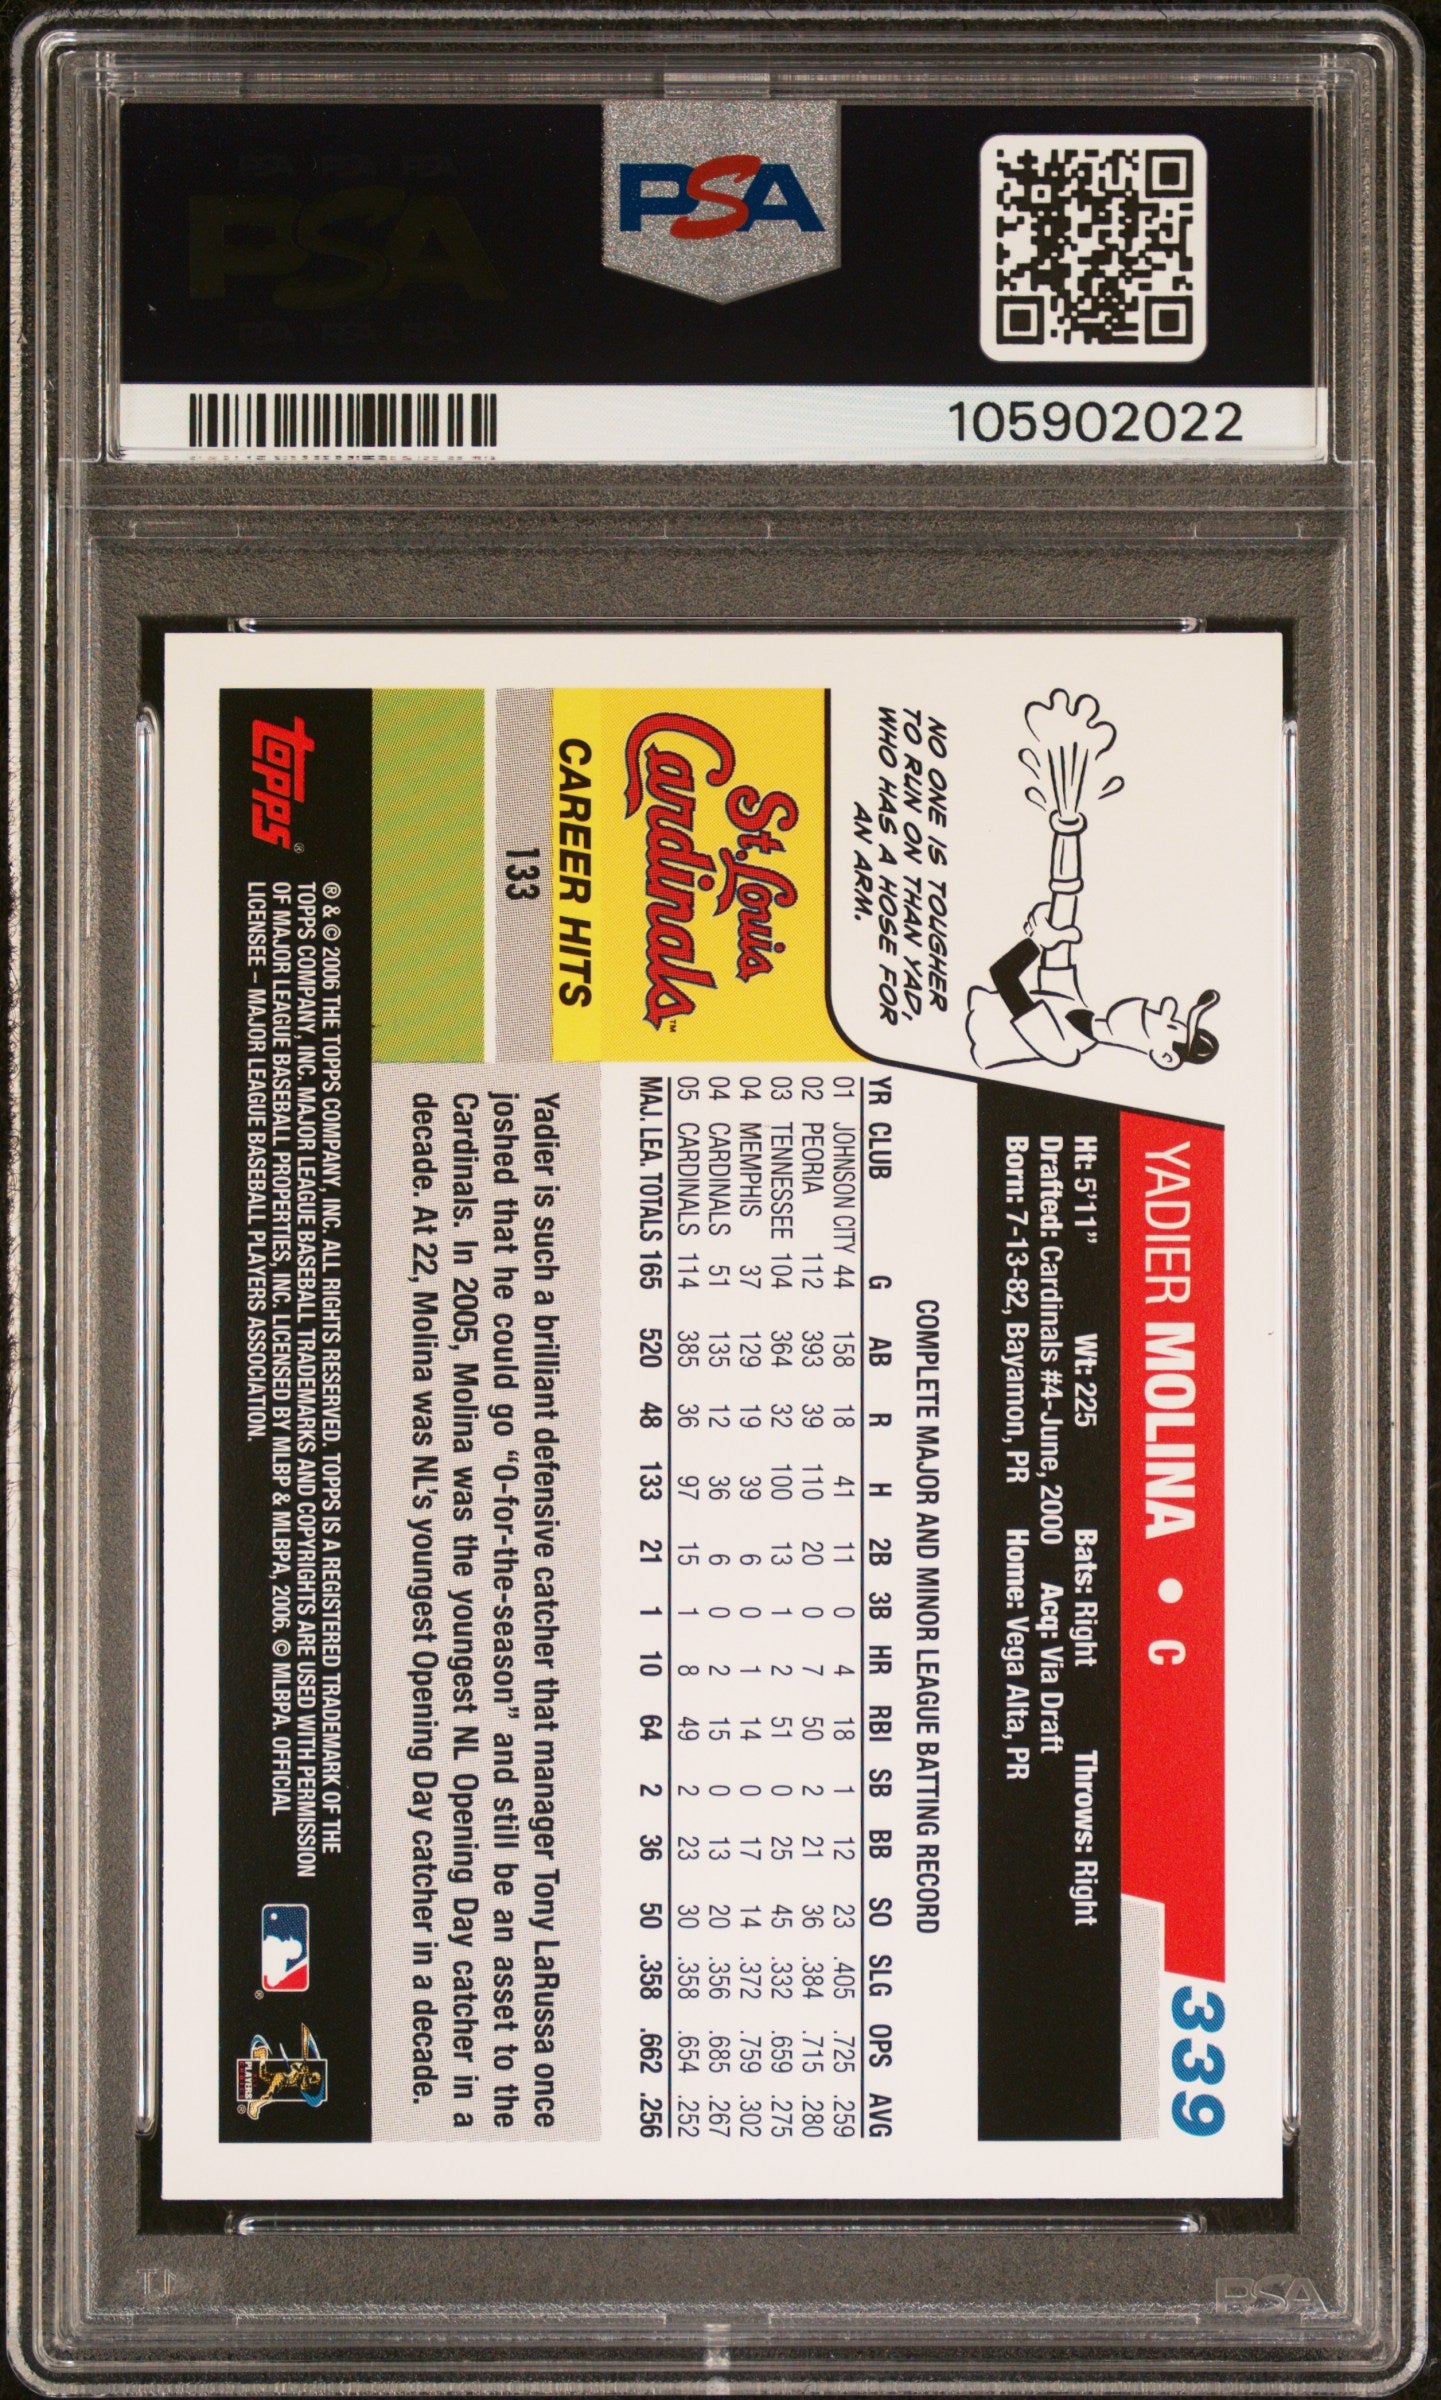 PSA PSA PSA
PSA
PSA PSA PSA
PSA
105902022
339
YADIER MOLINA • C
Ht: 5'11" Wt: 225 Bats: Right Throws: Right
Drafted: Cardinals #4-June, 2000 Acq: Via Draft
Born: 7-13-82, Bayamon, PR Home: Vega Alta, PR
NO ONE IS TOUGHER
TO RUN ON THAN YAD,
WHO HAS A HOSE FOR
AN ARM.
COMPLETE MAJOR AND MINOR LEAGUE BATTING RECORD
YR CLUB G AB R H 2B 3B HR RBI SB BB SO SLG OPS AVG
01 JOHNSON CITY 44 158 18 41 11 0 4 18 1 12 23 .405 .725 .259
02 PEORIA 112 393 39 110 20 0 7 50 2 21 36 .384 .715 .280
03 TENNESSEE 104 364 32 100 13 1 2 51 0 25 45 .332 .659 .275
04 MEMPHIS 37 129 19 39 6 0 1 14 0 17 14 .372 .759 .302
04 CARDINALS 51 135 12 36 6 0 2 15 0 13 20 .356 .685 .267
05 CARDINALS 114 385 36 97 15 1 8 49 2 23 30 .358 .654 .252
MAJ. LEA. TOTALS 165 520 48 133 21 1 10 64 2 36 50 .358 .662 .256
St. Louis
Cardinals™
CAREER HITS
133
Yadier is such a brilliant defensive catcher that manager Tony LaRussa once
joshed that he could go "0-for-the-season" and still be an asset to the
Cardinals. In 2005, Molina was the youngest NL Opening Day catcher in a
decade. At 22, Molina was NL's youngest Opening Day catcher in a decade.
topps®
® & © 2006 THE TOPPS COMPANY, INC. ALL RIGHTS RESERVED. TOPPS IS A REGISTERED TRADEMARK OF THE
TOPPS COMPANY, INC. MAJOR LEAGUE BASEBALL TRADEMARKS AND COPYRIGHTS ARE USED WITH PERMISSION
OF MAJOR LEAGUE BASEBALL PROPERTIES, INC. LICENSED BY MLBP & MLBPA, 2006. © MLBPA. OFFICIAL
LICENSEE – MAJOR LEAGUE BASEBALL PLAYERS ASSOCIATION.
PLAYERS
PSA